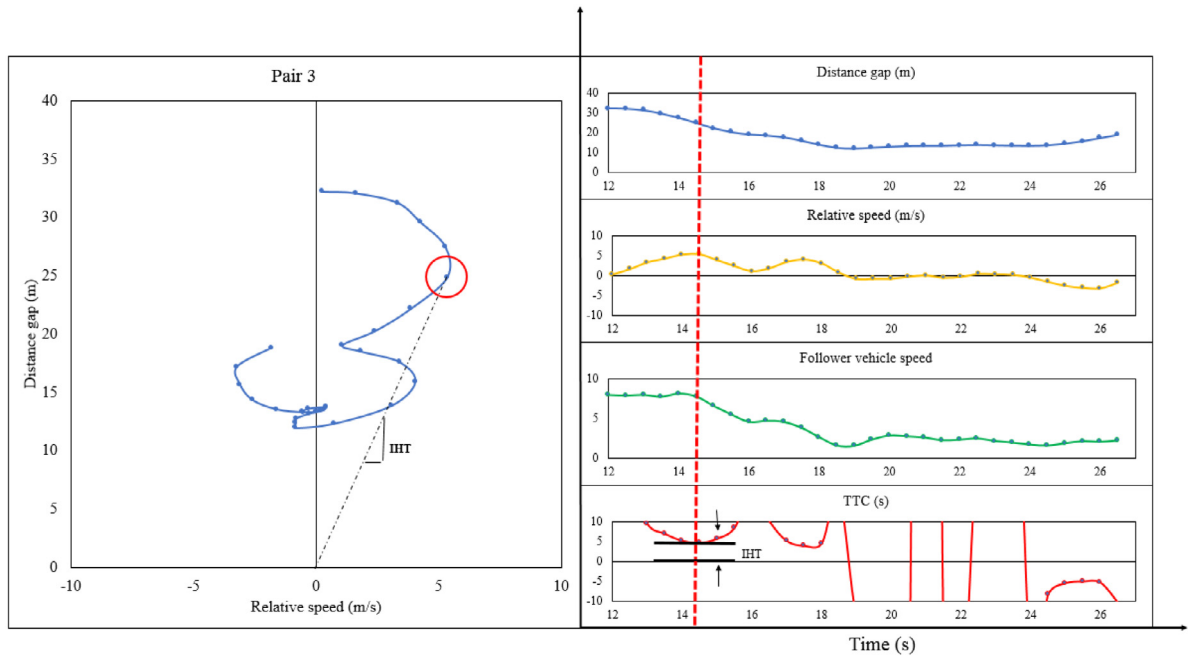 Pair 3
40
35
30
25
20
15
10
5
0
Distance gap (m)
IHT
-10 -5 0 5 10
Relative speed (m/s)
Distance gap (m)
40
30
20
10
0
12 14 16 18 20 22 24 26
Relative speed (m/s)
10
5
0
-5
-10
12 14 16 18 20 22 24 26
Follower vehicle speed
10
5
0
12 14 16 18 20 22 24 26
TTC (s)
10
5
0
-5
-10
IHT
12 14 16 18 20 22 24 26
Time (s)